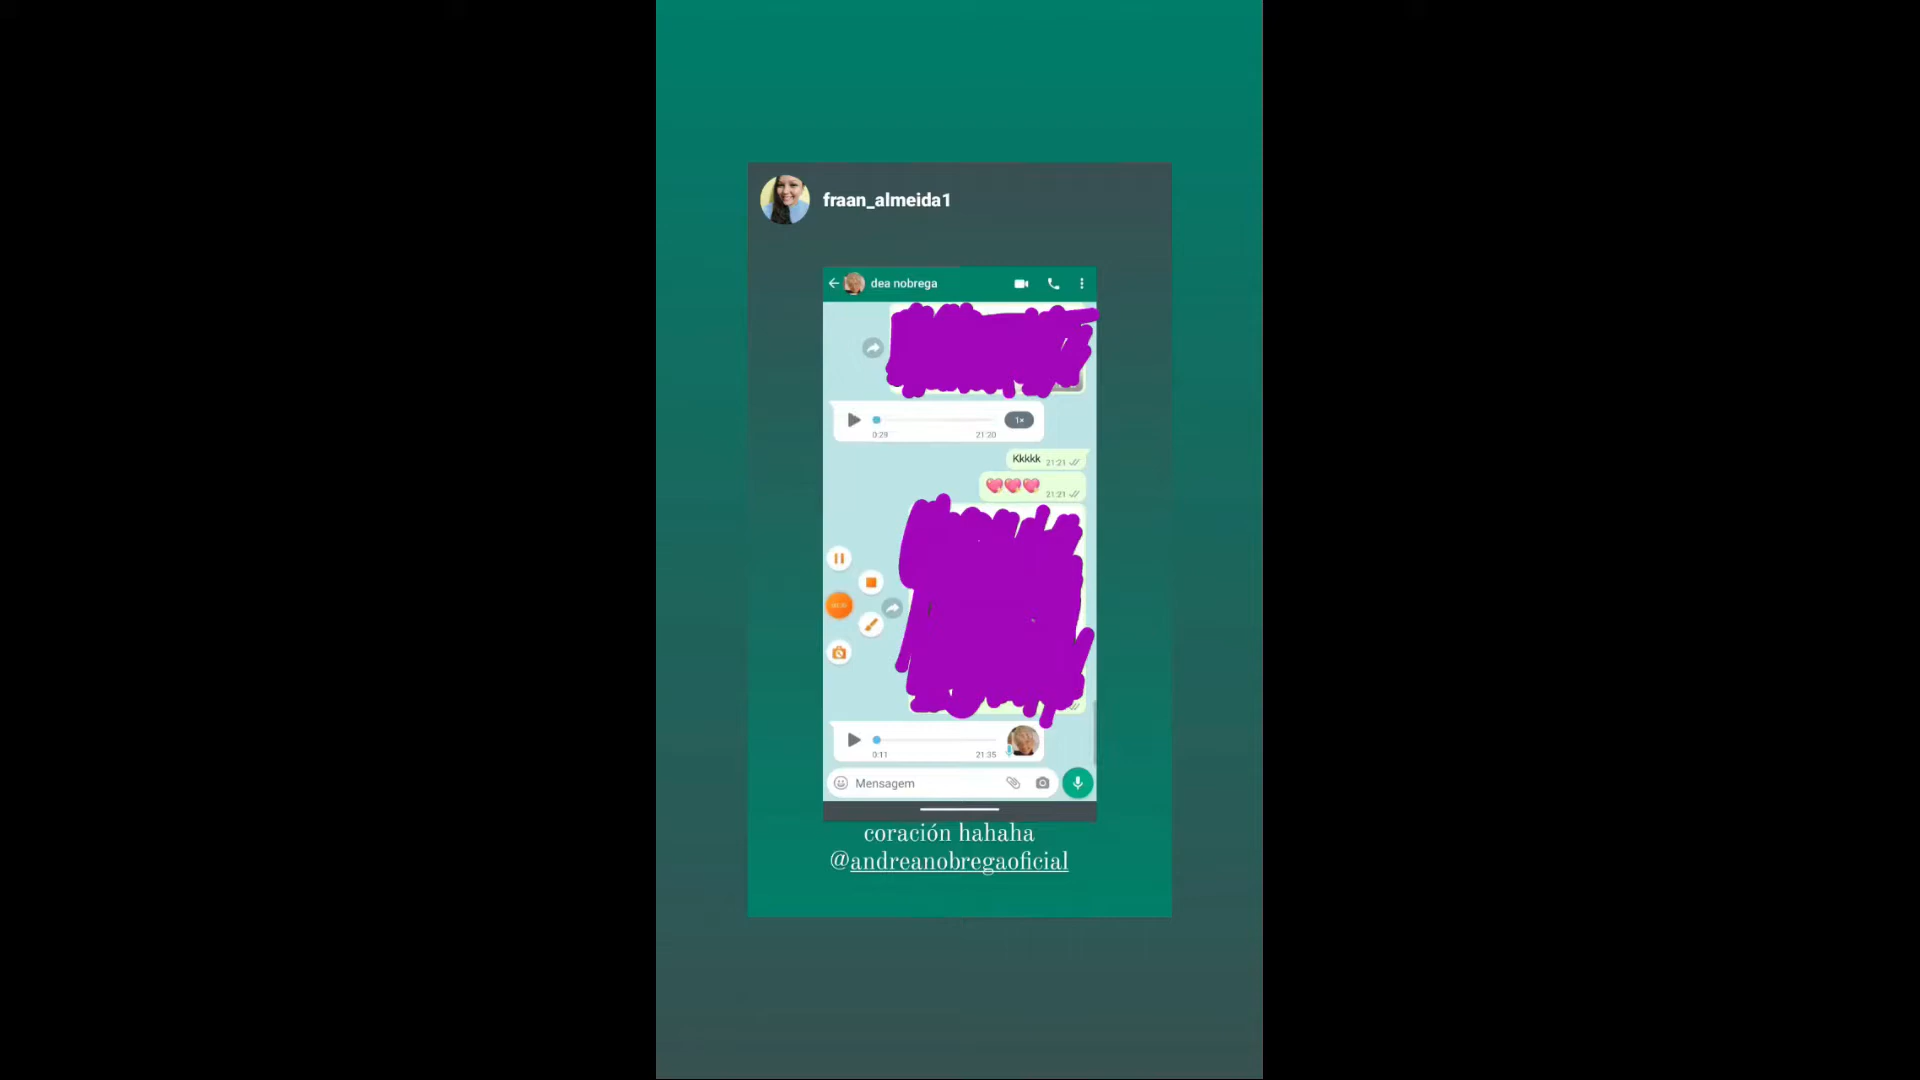 fraan_almeida1
dea nobrega
1×
0:29 21:20
Kkkkk 21:21
21:21
0:11 21:35
Mensagem
coración hahaha
@andreanobregaoficial